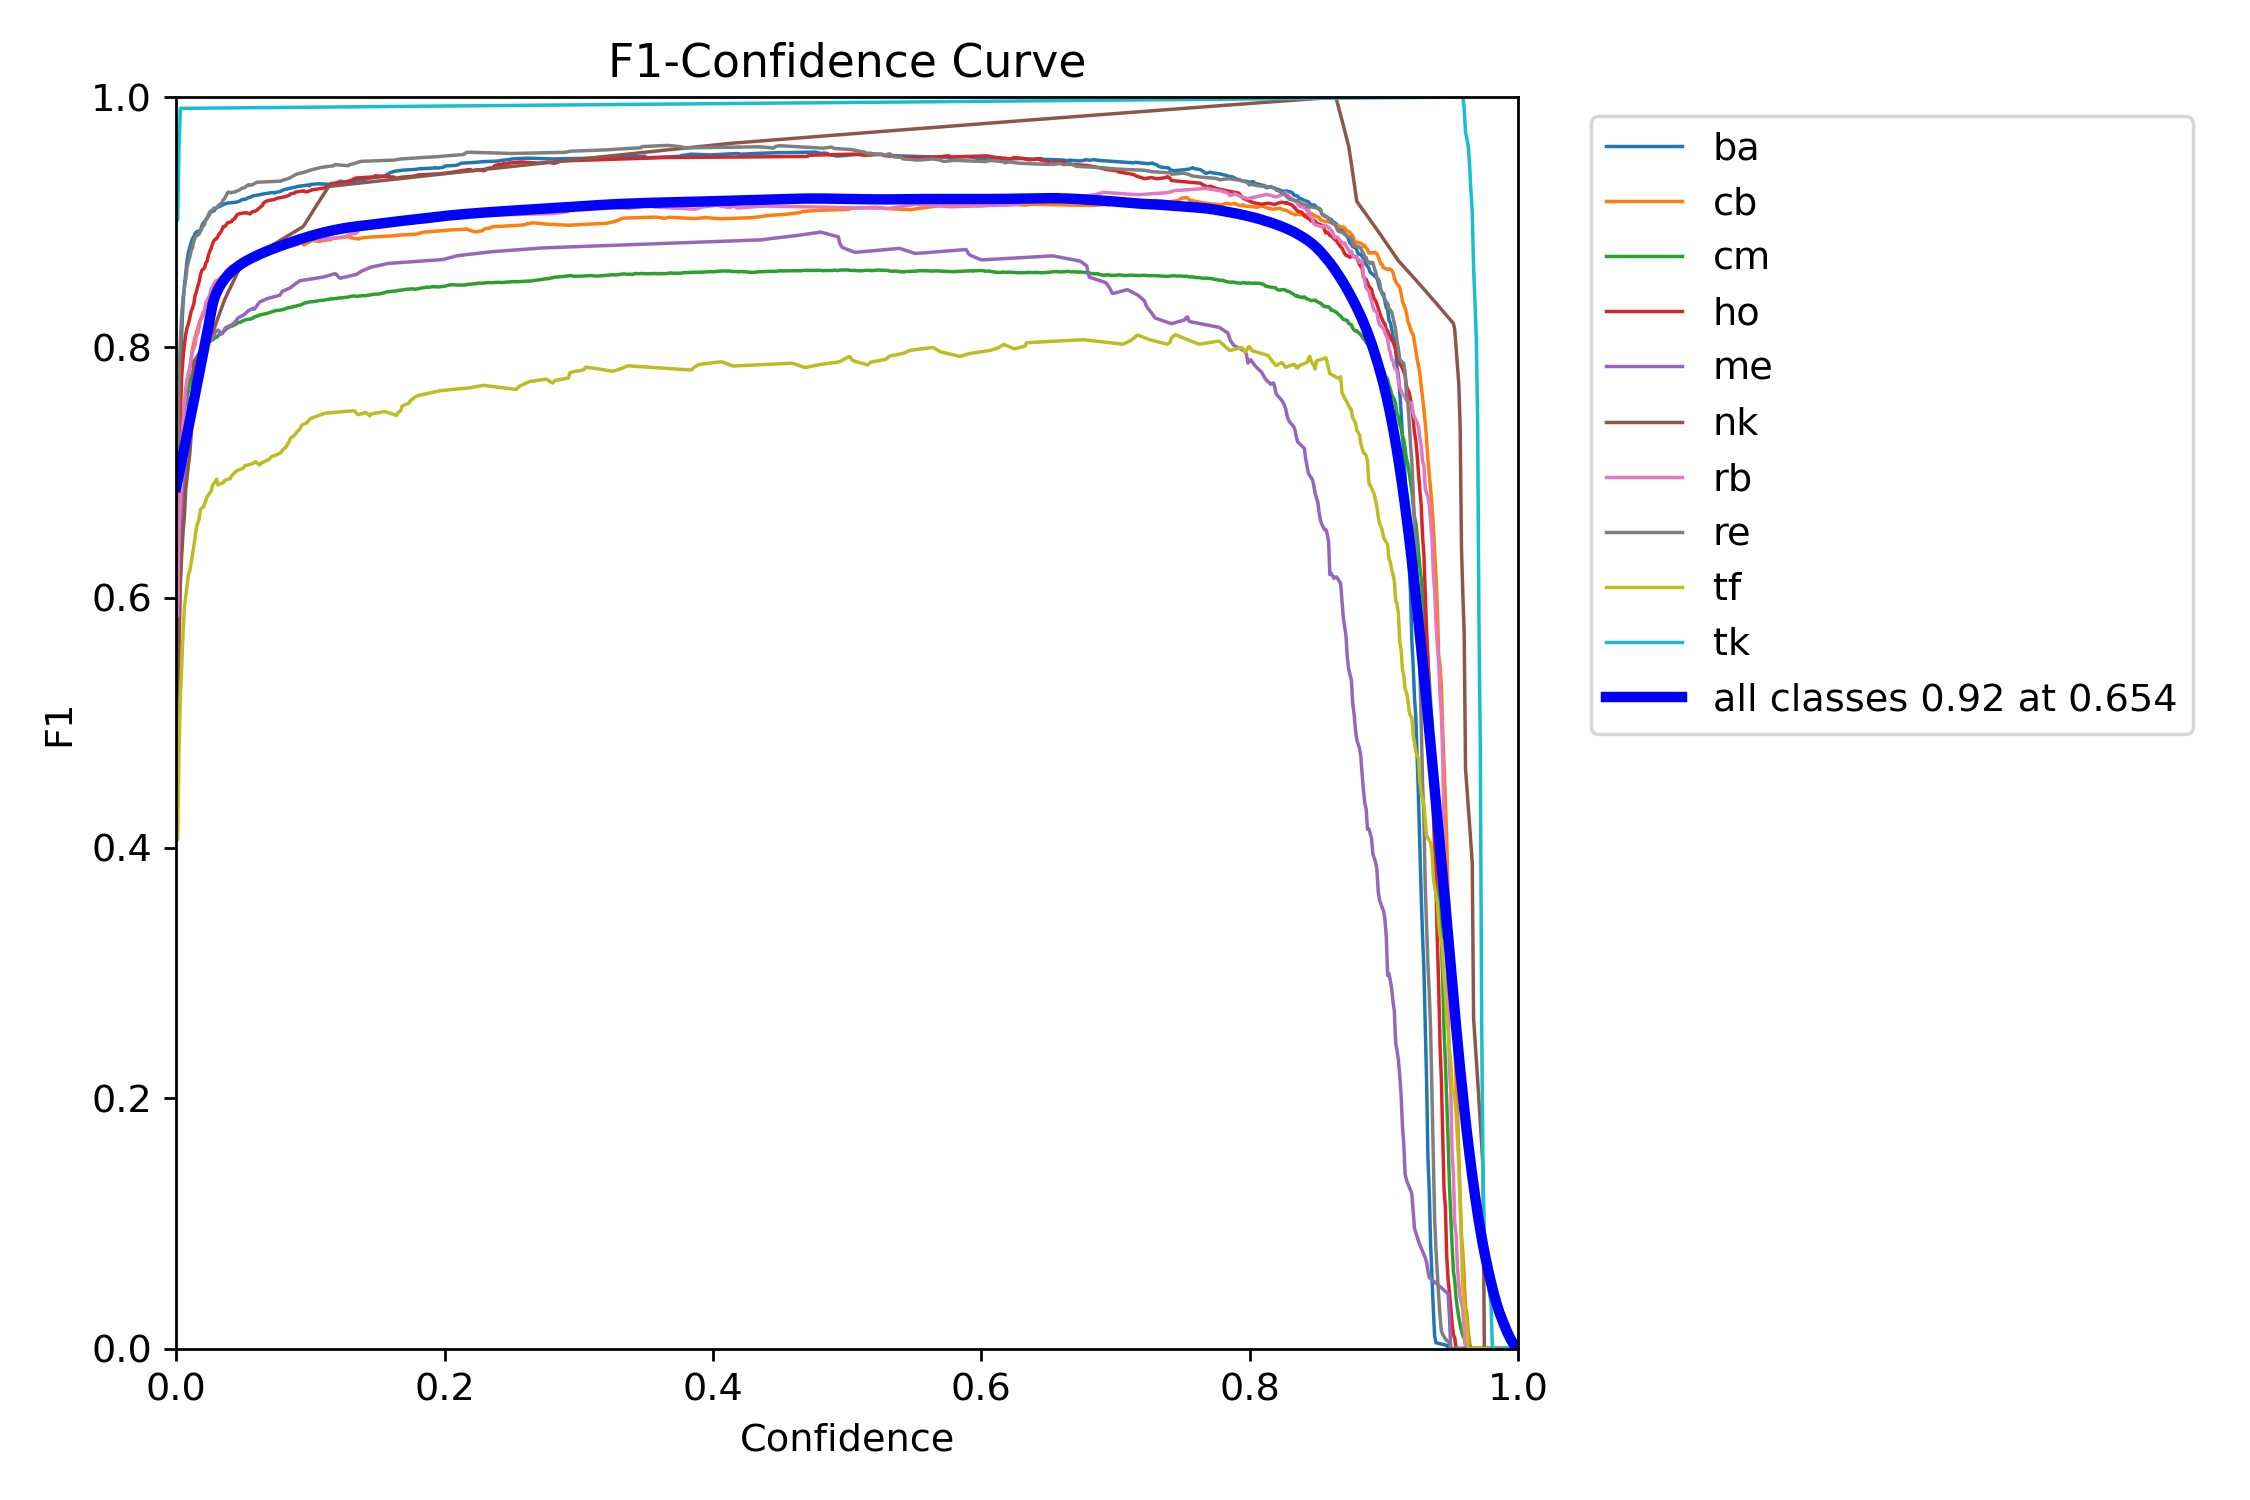 F1-Confidence Curve
1.0
0.8
0.6
0.4
0.2
0.0
F1
0.0 0.2 0.4 0.6 0.8 1.0
Confidence
ba
cb
cm
ho
me
nk
rb
re
tf
tk
all classes 0.92 at 0.654